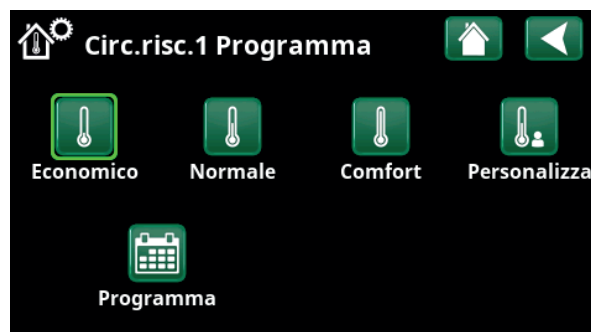 Circ.risc.1 Programma
Economico Normale Comfort Personalizza
Programma